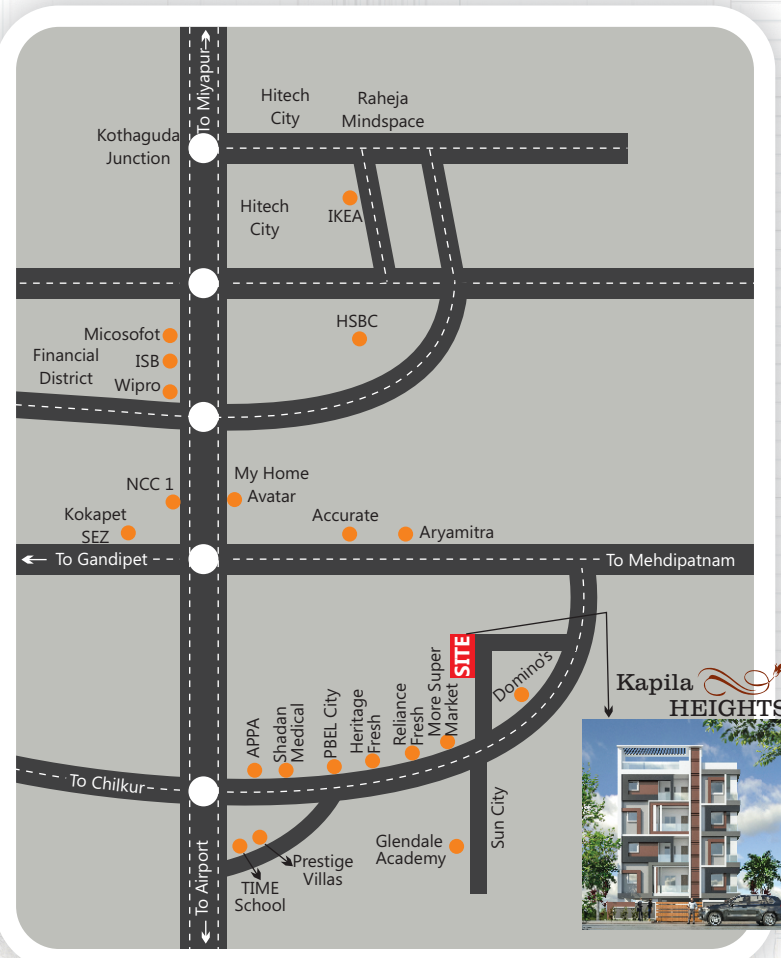 To Miyapur
Hitech
City
Raheja
Mindspace
Kothaguda
Junction
Hitech
City
IKEA
Micosofot
HSBC
Financial
District
ISB
Wipro
NCC 1
My Home
Avatar
Kokapet
SEZ
Accurate
Aryamitra
To Gandipet
To Mehdipatnam
SITE
Domino's
Kapila
HEIGHTS
APPA
Shadan
Medical
PBEL City
Heritage
Fresh
Reliance
Fresh
More Super
Market
To Chilkur
Sun City
Glendale
Academy
Prestige
Villas
TIME
School
To Airport